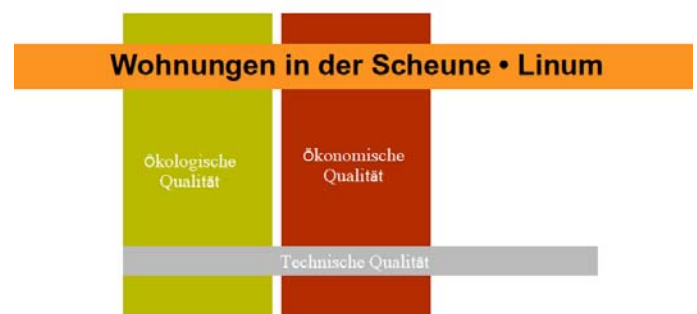 Wohnungen in der Scheune • Linum
Ökologische
Qualität
Ökonomische
Qualität
Technische Qualität